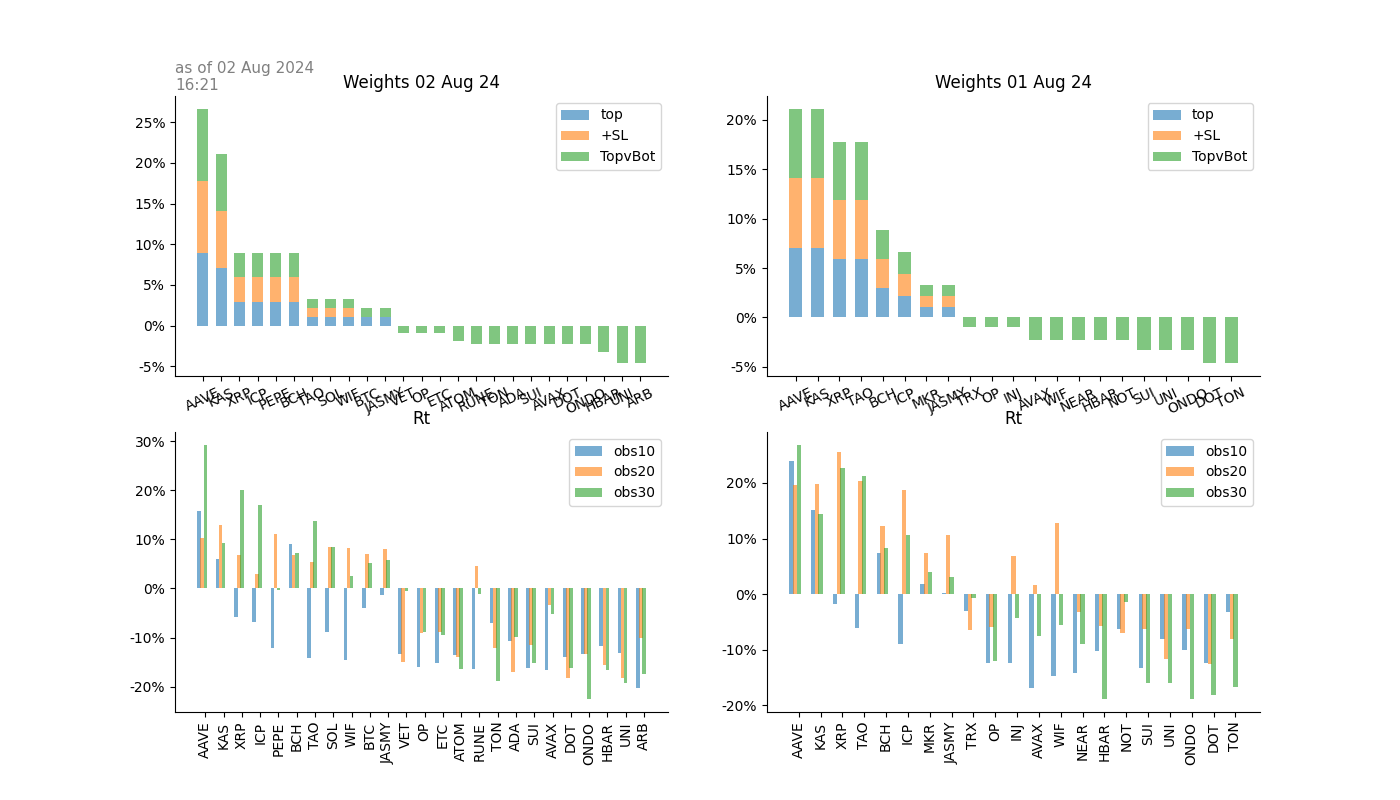 as of 02 Aug 2024
16:21
Weights 02 Aug 24
25%
20%
15%
10%
5%
0%
-5%
top
+SL
TopvBot
AAVE KAS XRP ICP PEPE BCH TAO SOL WIF BTC JASMY VET OP ETC ATOM RUNE TON ADA SUI AVAX DOT ONDO HBAR UNI ARB
Weights 01 Aug 24
20%
15%
10%
5%
0%
-5%
top
+SL
TopvBot
AAVE KAS XRP TAO BCH ICP MKR JASMY TRX OP INJ AVAX WIF NEAR HBAR NOT SUI UNI ONDO DOT TON
Rt
30%
20%
10%
0%
-10%
-20%
obs10
obs20
obs30
AAVE KAS XRP ICP PEPE BCH TAO SOL WIF BTC JASMY VET OP ETC ATOM RUNE TON ADA SUI AVAX DOT ONDO HBAR UNI ARB
Rt
20%
10%
0%
-10%
-20%
obs10
obs20
obs30
AAVE KAS XRP TAO BCH ICP MKR JASMY TRX OP INJ AVAX WIF NEAR HBAR NOT SUI UNI ONDO DOT TON